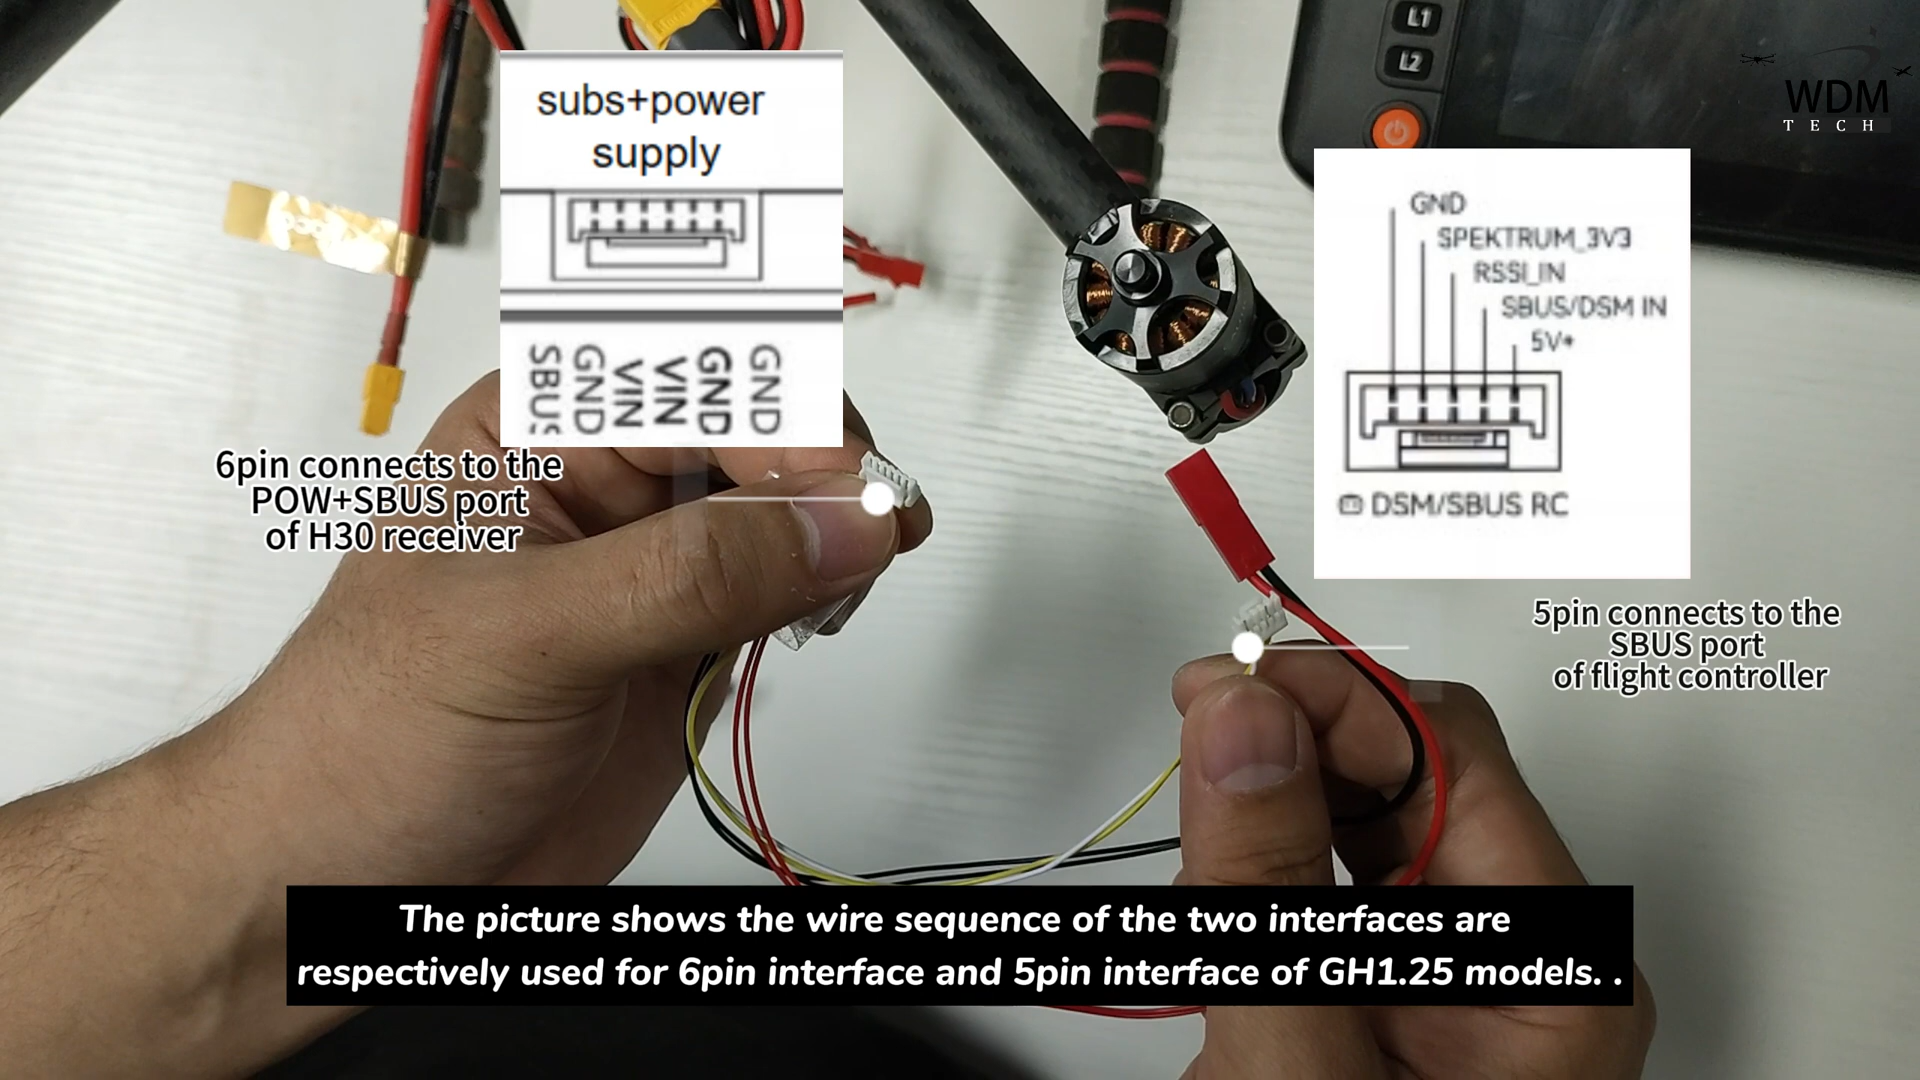 L1
L2
WDM
TECH
subs+power
supply
SBUS
GND
VIN
VIN
GND
GND
GND
SPEKTRUM_3V3
RSSI_IN
SBUS/DSM IN
5V+
DSM/SBUS RC
6pin connects to the
POW+SBUS port
of H30 receiver
5pin connects to the
SBUS port
of flight controller
The picture shows the wire sequence of the two interfaces are
respectively used for 6pin interface and 5pin interface of GH1.25 models. .